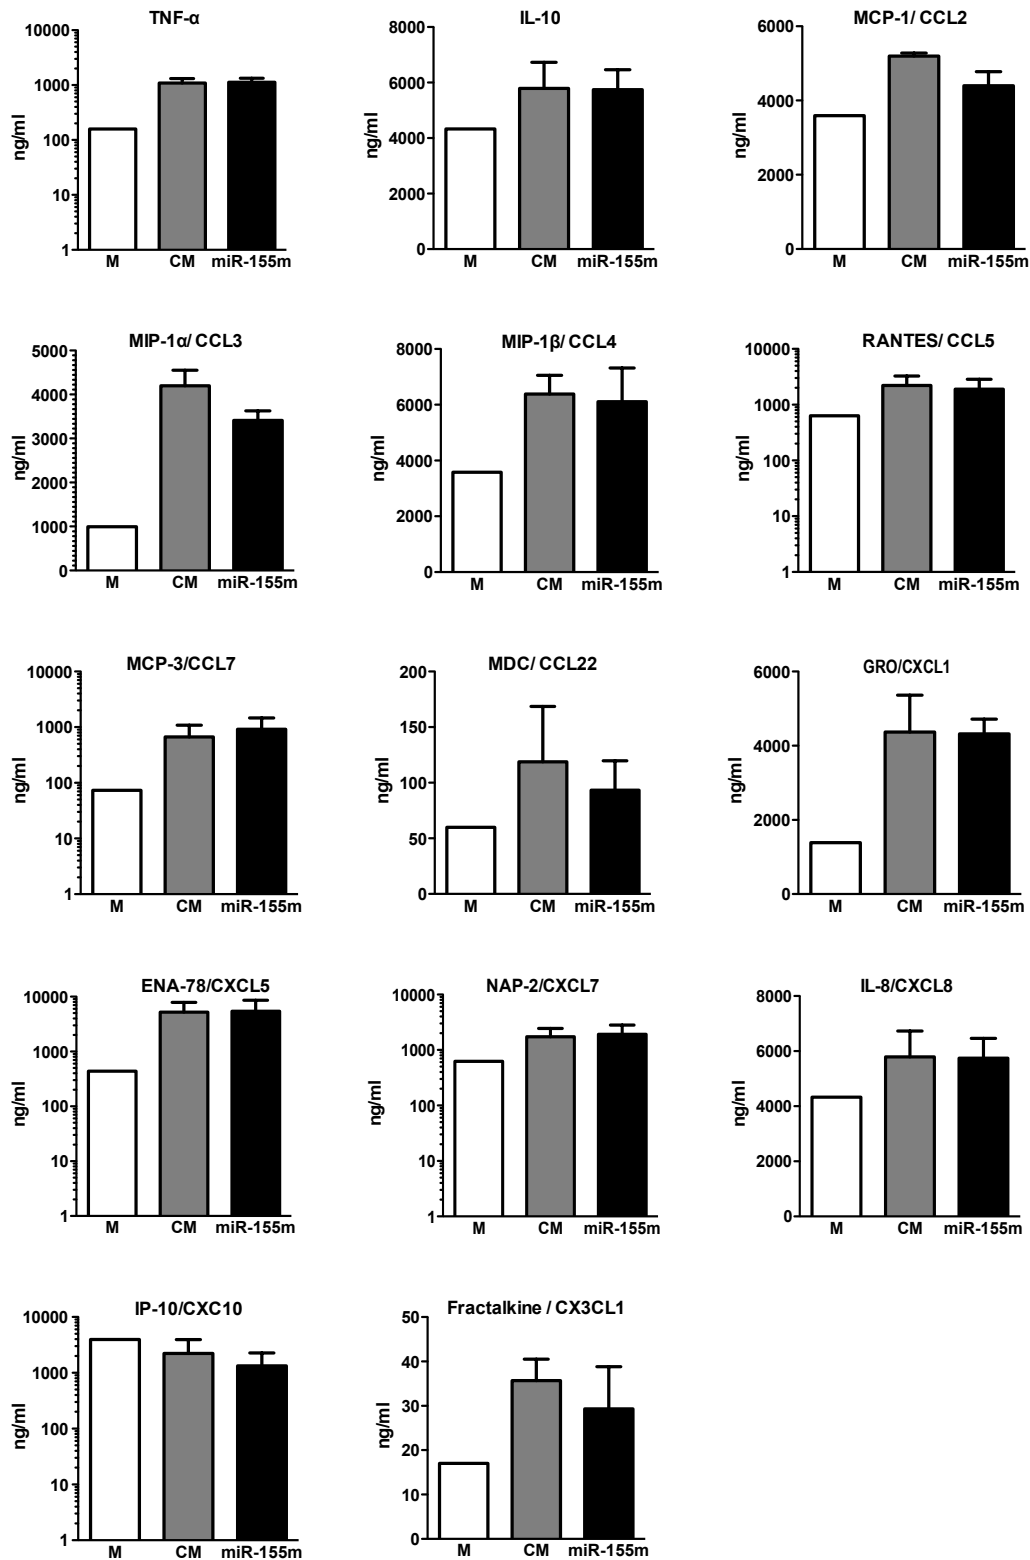 TNF-α
10000
1000
100
10
1
ng/ml
M CM miR-155m
IL-10
8000
6000
4000
2000
0
ng/ml
M CM miR-155m
MCP-1/ CCL2
6000
4000
2000
0
ng/ml
M CM miR-155m
MIP-1α/ CCL3
5000
4000
3000
2000
1000
0
ng/ml
M CM miR-155m
MIP-1β/ CCL4
8000
6000
4000
2000
0
ng/ml
M CM miR-155m
RANTES/ CCL5
10000
1000
100
10
1
ng/ml
M CM miR-155m
MCP-3/CCL7
10000
1000
100
10
1
ng/ml
M CM miR-155m
MDC/ CCL22
200
150
100
50
0
ng/ml
M CM miR-155m
GRO/CXCL1
6000
4000
2000
0
ng/ml
M CM miR-155m
ENA-78/CXCL5
10000
1000
100
10
1
ng/ml
M CM miR-155m
NAP-2/CXCL7
10000
1000
100
10
1
ng/ml
M CM miR-155m
IL-8/CXCL8
8000
6000
4000
2000
0
ng/ml
M CM miR-155m
IP-10/CXC10
10000
1000
100
10
1
ng/ml
M CM miR-155m
Fractalkine / CX3CL1
50
40
30
20
10
0
ng/ml
M CM miR-155m